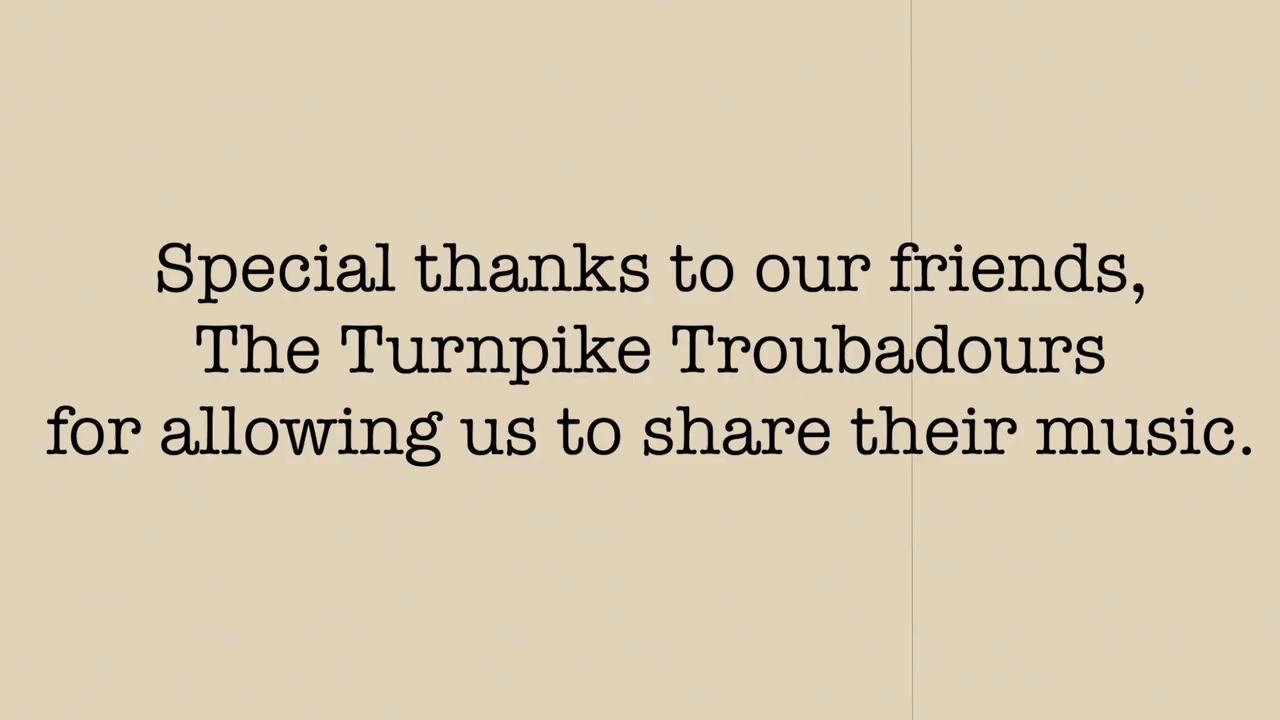 Special thanks to our friends,
The Turnpike Troubadours
for allowing us to share their music.